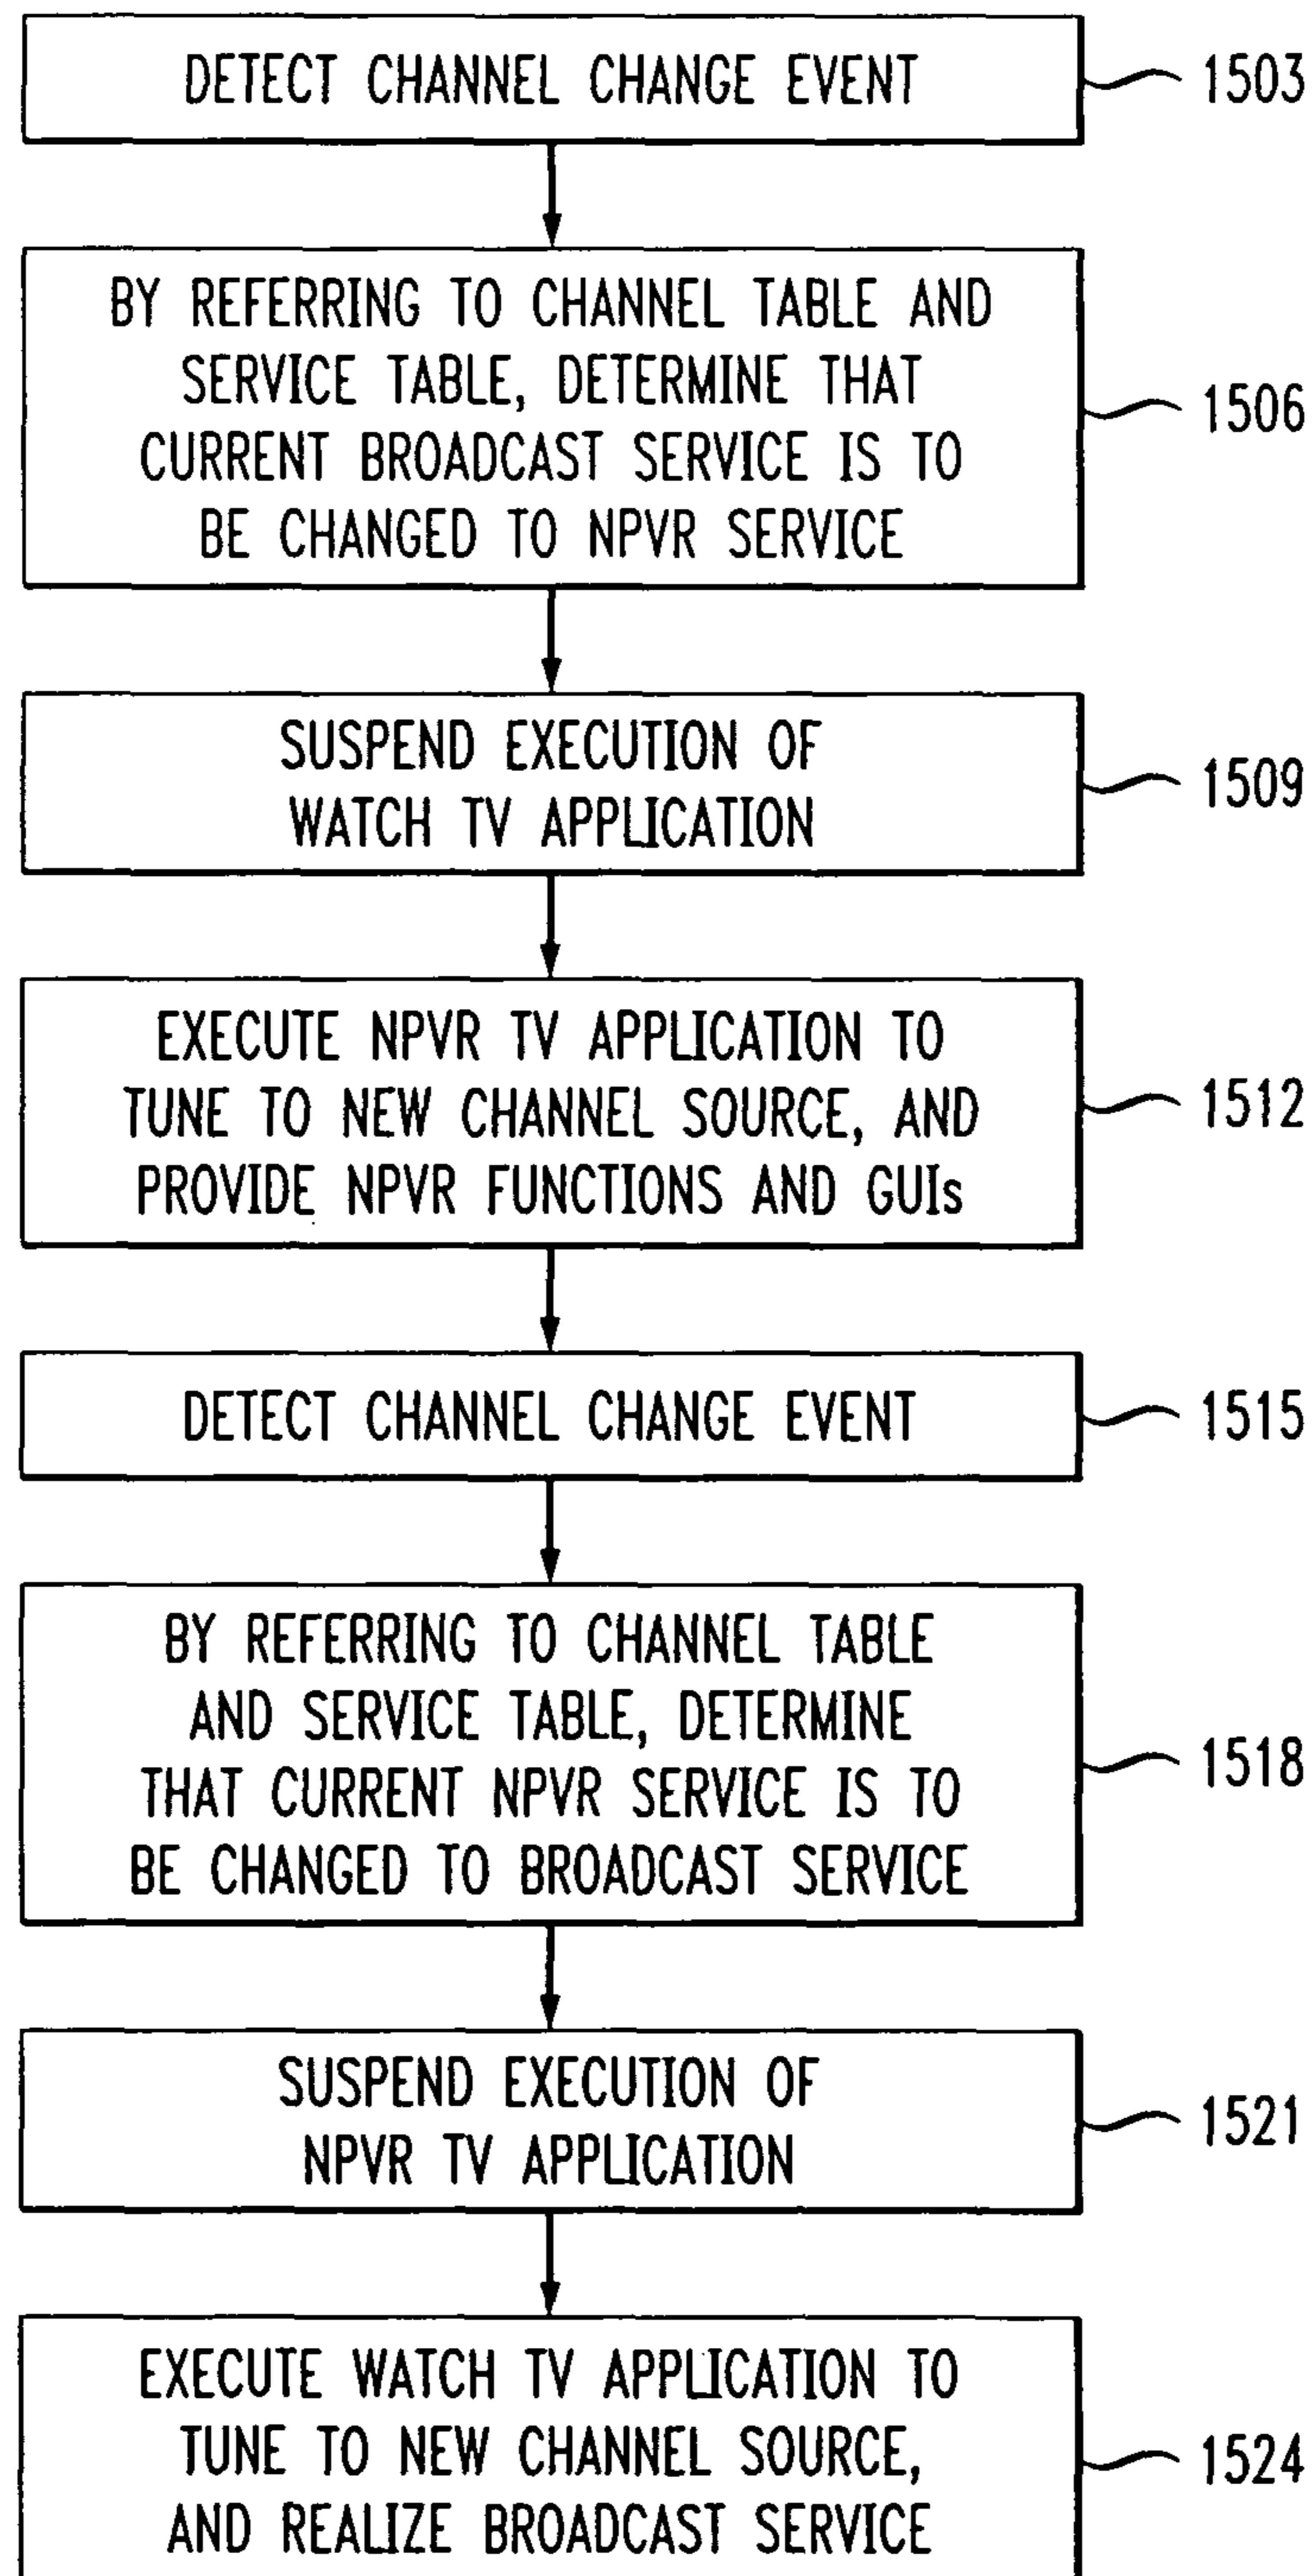 DETECT CHANNEL CHANGE EVENT
1503
BY REFERRING TO CHANNEL TABLE AND
SERVICE TABLE, DETERMINE THAT
CURRENT BROADCAST SERVICE IS TO
BE CHANGED TO NPVR SERVICE
1506
SUSPEND EXECUTION OF
WATCH TV APPLICATION
1509
EXECUTE NPVR TV APPLICATION TO
TUNE TO NEW CHANNEL SOURCE, AND
PROVIDE NPVR FUNCTIONS AND GUIs
1512
DETECT CHANNEL CHANGE EVENT
1515
BY REFERRING TO CHANNEL TABLE
AND SERVICE TABLE, DETERMINE
THAT CURRENT NPVR SERVICE IS TO
BE CHANGED TO BROADCAST SERVICE
1518
SUSPEND EXECUTION OF
NPVR TV APPLICATION
1521
EXECUTE WATCH TV APPLICATION TO
TUNE TO NEW CHANNEL SOURCE,
AND REALIZE BROADCAST SERVICE
1524